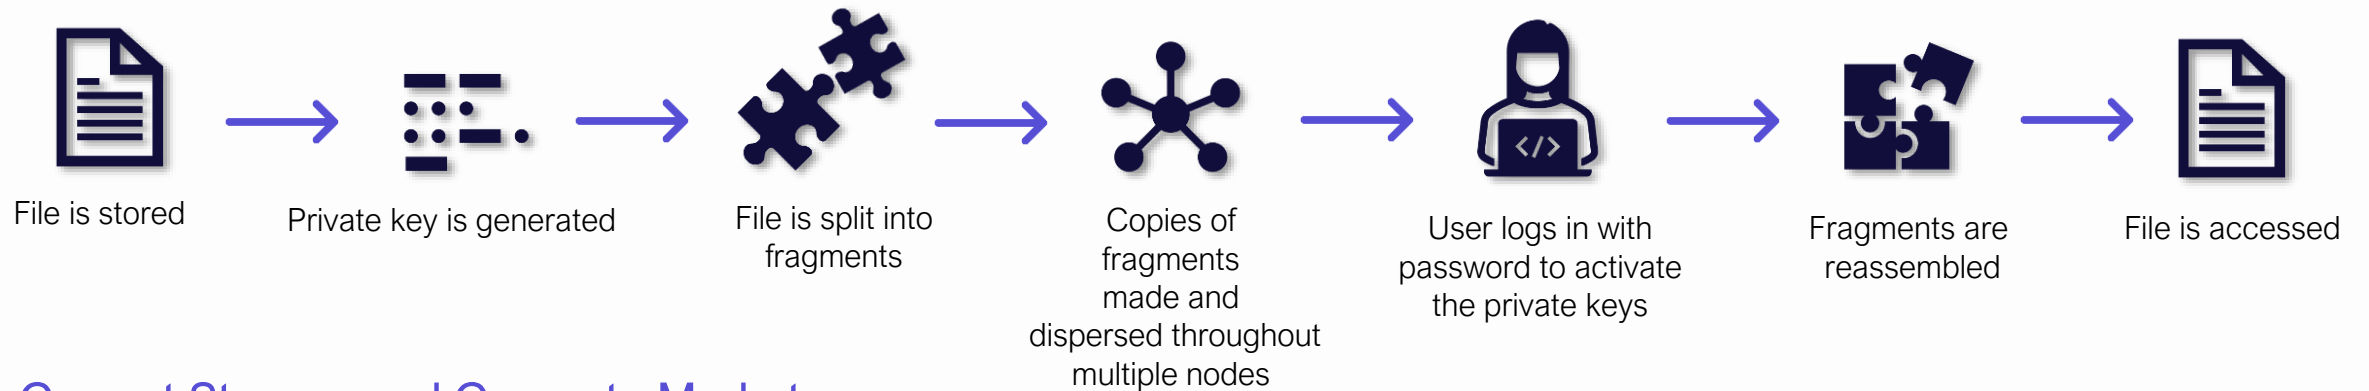 File is stored
Private key is generated
File is split into
fragments
Copies of
fragments
made and
dispersed throughout
multiple nodes
User logs in with
password to activate
the private keys
Fragments are
reassembled
File is accessed